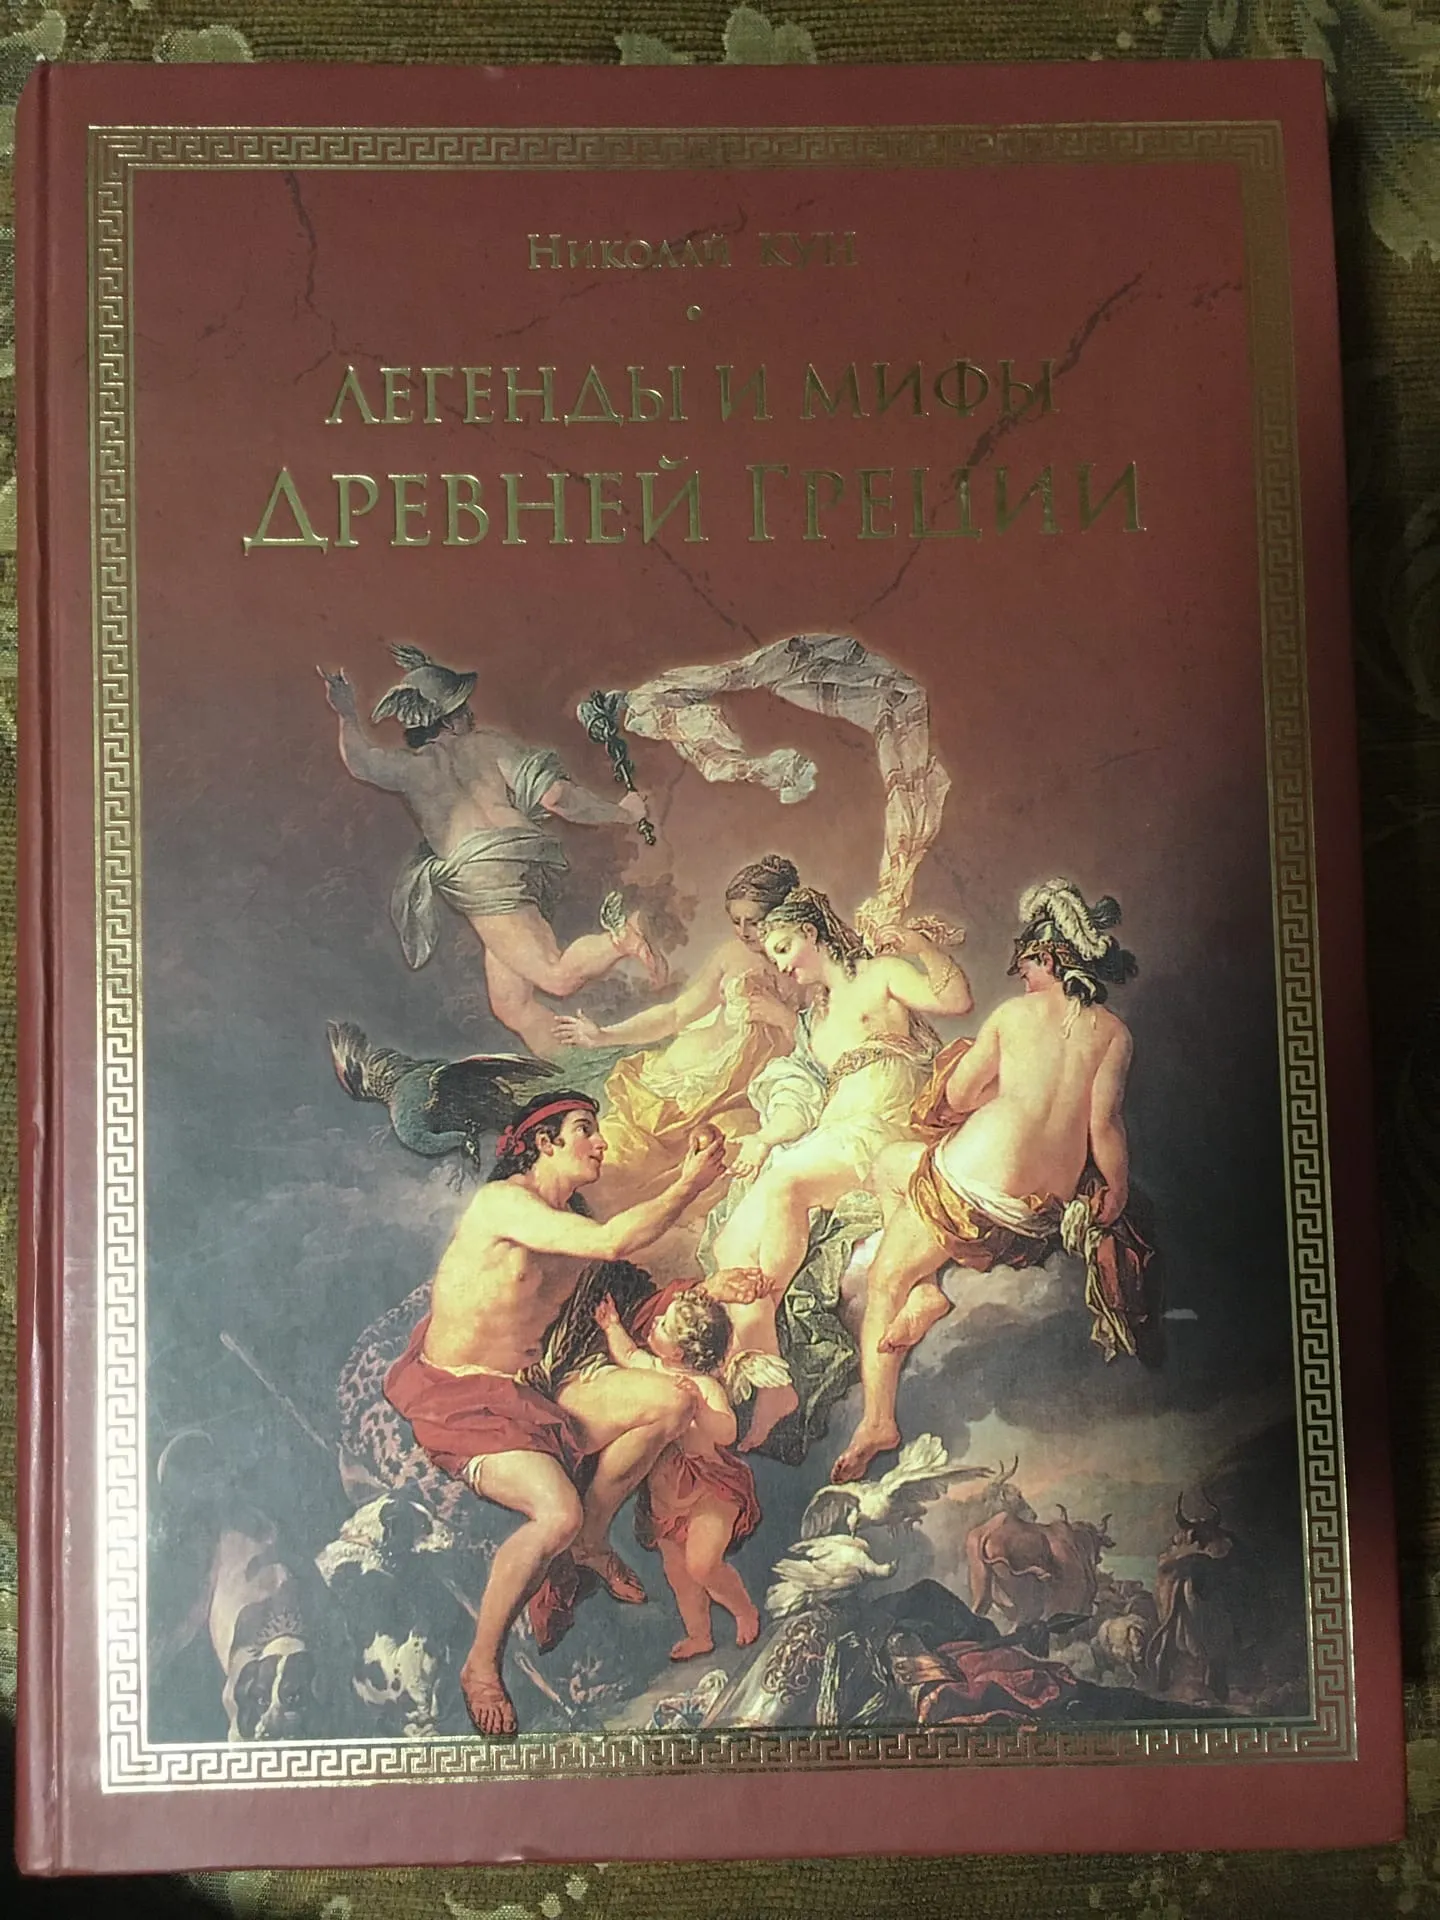 Николай КУН
ЛЕГЕНДЫ И МИФЫ
ДРЕВНЕЙ ГРЕЦИИ